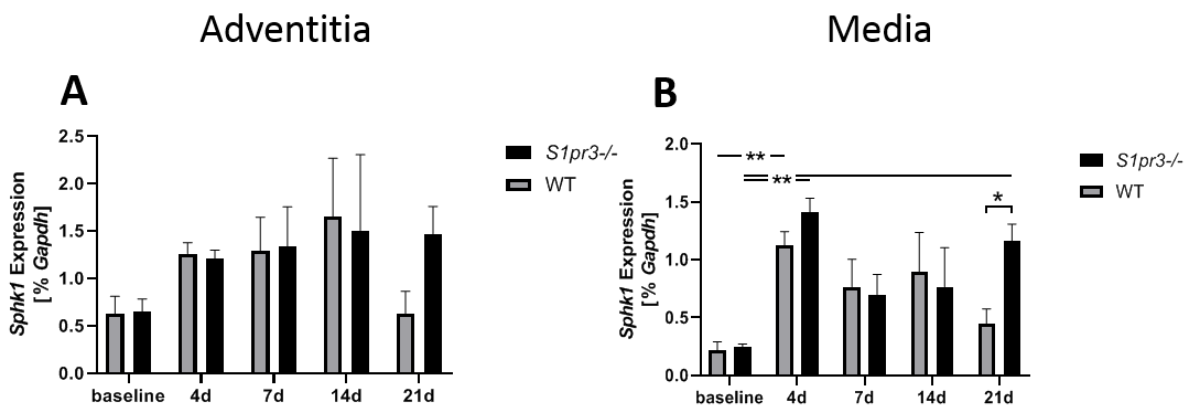 Adventitia
Media
A
Sphk1 Expression
[% Gapdh]
2.5
2.0
1.5
1.0
0.5
0.0
baseline
4d
7d
14d
21d
S1pr3-/-
WT
B
Sphk1 Expression
[% Gapdh]
2.0
1.5
1.0
0.5
0.0
**
**
*
baseline
4d
7d
14d
21d
S1pr3-/-
WT